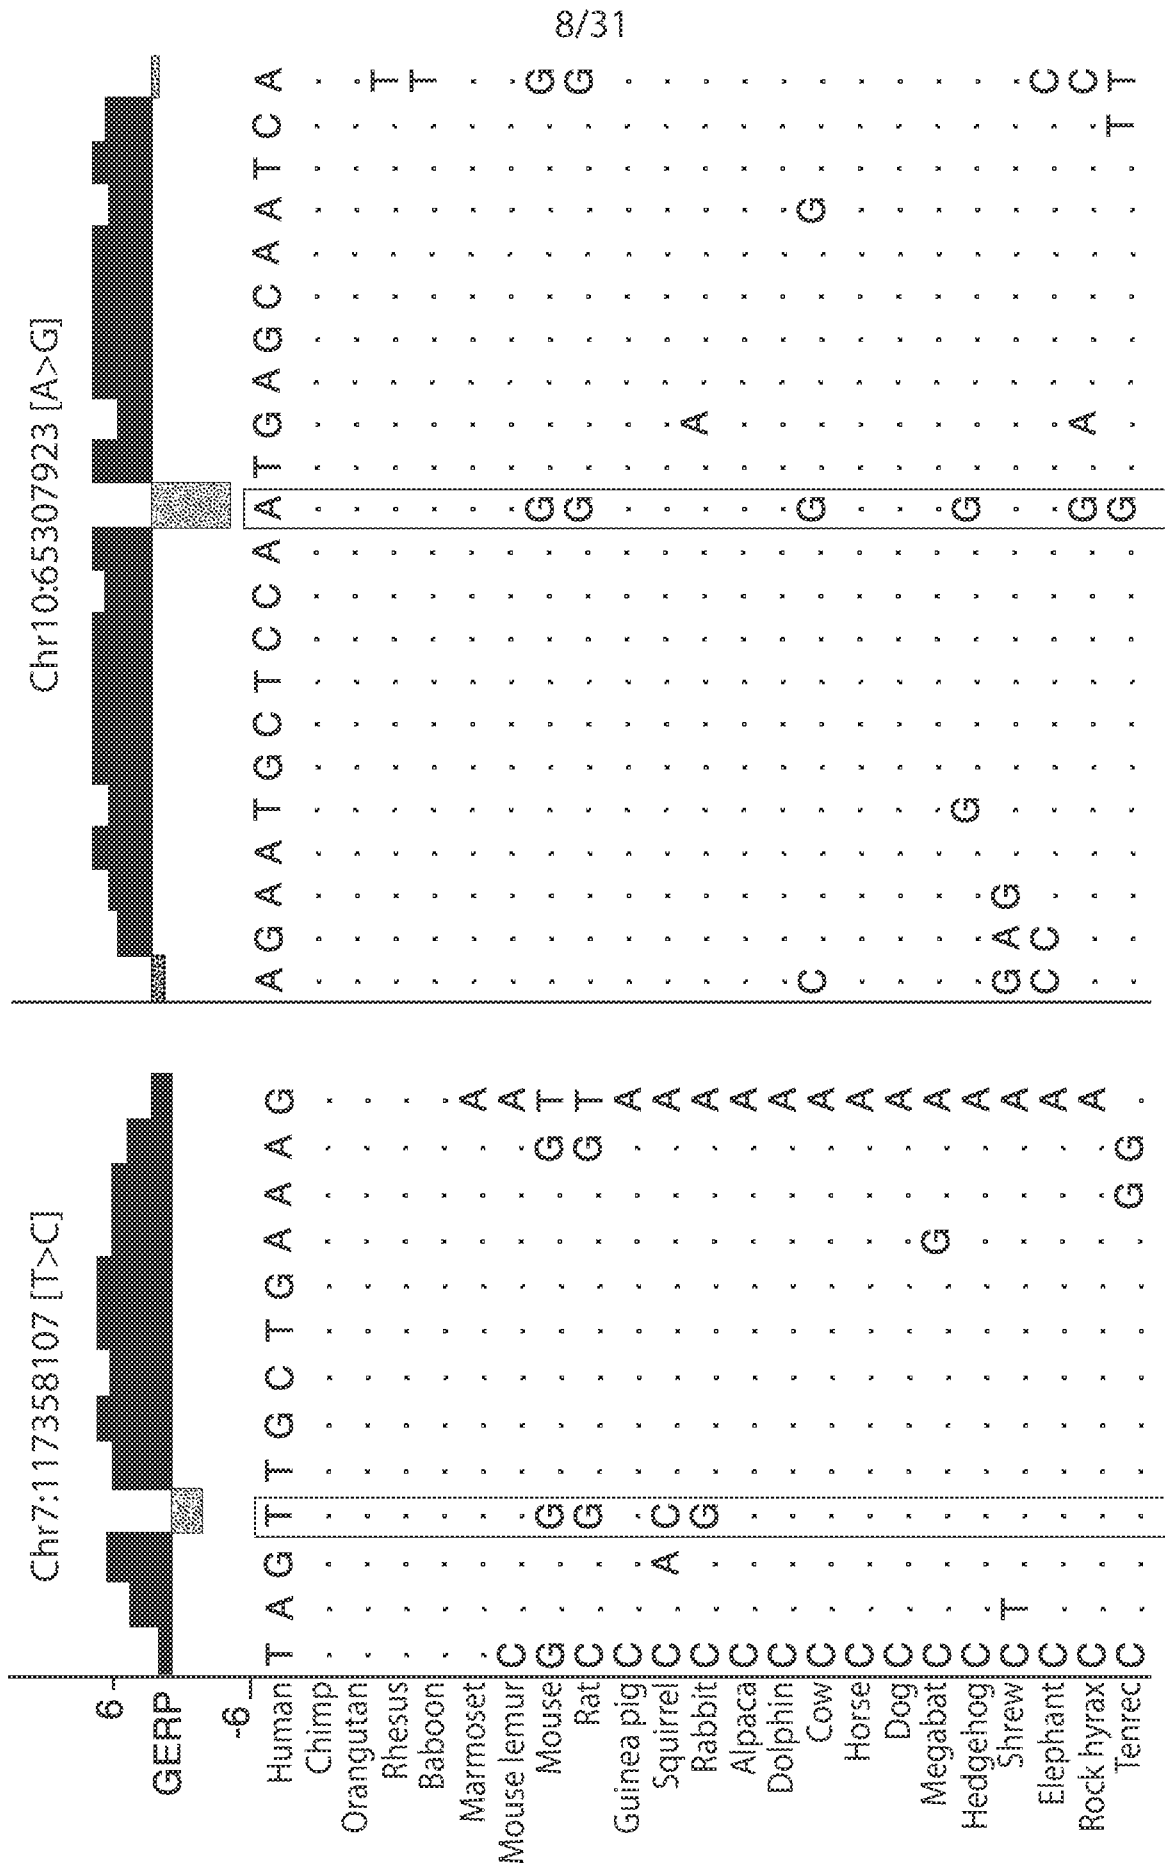 8/31
Chr7:117358107 [T>C] Chr10:65307923 [A>G]
6
GERP
-6
Human T A G T T G C T G A A A G A G A A T G C T C C A A T G A G C A A T C A
Chimp . . . . . . . . . . . . . . . . . . . . . . . . . . . . . . . . . . .
Orangutan . . . . . . . . . . . . . . . . . . . . . . . . . . . . . . . . . . .
Rhesus . . . . . . . . . . . . . . . . . . . . . . . . . . . . . . . . . . T
Baboon . . . . . . . . . . . . . . . . . . . . . . . . . . . . . . . . . . T
Marmoset . . . . . . . . . . . . A . . . . . . . . . . . . . . . . . . . . . .
Mouse lemur C . . . . . . . . . . . A . . . . . . . . . . . . . . . . . . . . . .
Mouse G . . G . . . . . . . G T . . . . . . . . . . . G . . . . . . . . . G
Rat C . . G . . . . . . . G T . . . . . . . . . . . G . . . . . . . . . G
Guinea pig C . . . . . . . . . . . A . . . . . . . . . . . . . . . . . . . . . .
Squirrel C . A C . . . . . . . . A . . . . . . . . . . . . . . . . . . . . . .
Rabbit C . . G . . . . . . . . A . . . . . . . . . . . . . A . . . . . . . .
Alpaca C . . . . . . . . . . . A . . . . . . . . . . . . . . . . . . . . . .
Dolphin C . . . . . . . . . . . A . . . . . . . . . . . . . . . . . . . . . .
Cow C . . . . . . . . . . . A C . . . . . . . . . . G . . . . . . G . . .
Horse C . . . . . . . . . . . A . . . . . . . . . . . . . . . . . . . . . .
Dog C . . . . . . . . . . . A . . . . . . . . . . . . . . . . . . . . . .
Megabat C . . . . . . . . G . . A . . . . . . . . . . . . . . . . . . . . . .
Hedgehog C . . . . . . . . . . . A . . . . G . . . . . . G . . . . . . . . . .
Shrew C T . . . . . . . . . . A G A G . . . . . . . . . . . . . . . . . . .
Elephant C . . . . . . . . . . . A C C . . . . . . . . . . . . . . . . . . . C
Rock hyrax C . . . . . . . . . . . A . . . . . . . . . . . G . A . . . . . . . C
Tenrec C . . . . . . . . . G G . . . . . . . . . . . . G . . . . . . . . T T